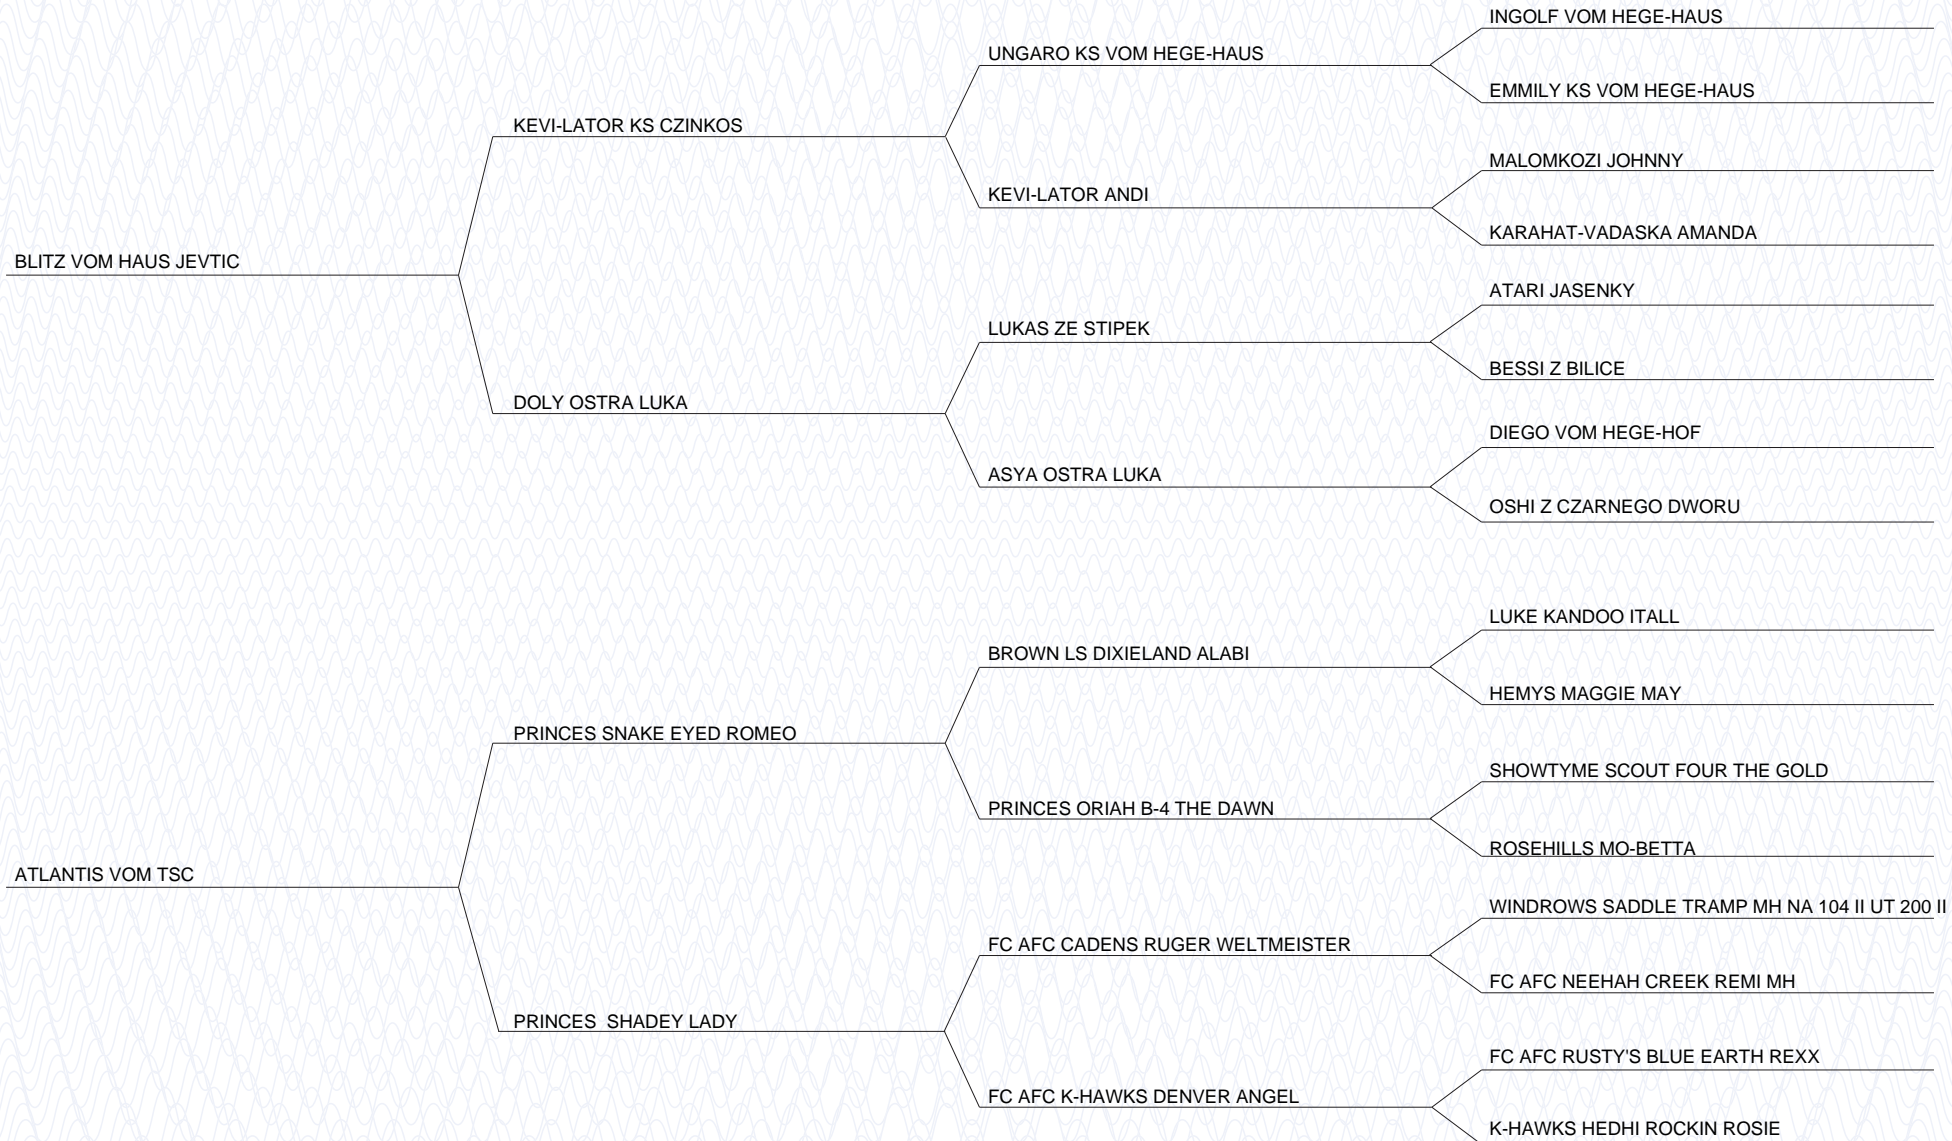 INGOLF VOM HEGE-HAUS
UNGARO KS VOM HEGE-HAUS
EMMILY KS VOM HEGE-HAUS
KEVI-LATOR KS CZINKOS
MALOMKOZI JOHNNY
KEVI-LATOR ANDI
KARAHAT-VADASKA AMANDA
BLITZ VOM HAUS JEVTIC
ATARI JASENKY
LUKAS ZE STIPEK
BESSI Z BILICE
DOLY OSTRA LUKA
DIEGO VOM HEGE-HOF
ASYA OSTRA LUKA
OSHI Z CZARNEGO DWORU
LUKE KANDOO ITALL
BROWN LS DIXIELAND ALABI
HEMYS MAGGIE MAY
PRINCES SNAKE EYED ROMEO
SHOWTYME SCOUT FOUR THE GOLD
PRINCES ORIAH B-4 THE DAWN
ROSEHILLS MO-BETTA
ATLANTIS VOM TSC
WINDROWS SADDLE TRAMP MH NA 104 II UT 200 II
FC AFC CADENS RUGER WELTMEISTER
FC AFC NEEHAH CREEK REMI MH
PRINCES  SHADEY LADY
FC AFC RUSTY'S BLUE EARTH REXX
FC AFC K-HAWKS DENVER ANGEL
K-HAWKS HEDHI ROCKIN ROSIE